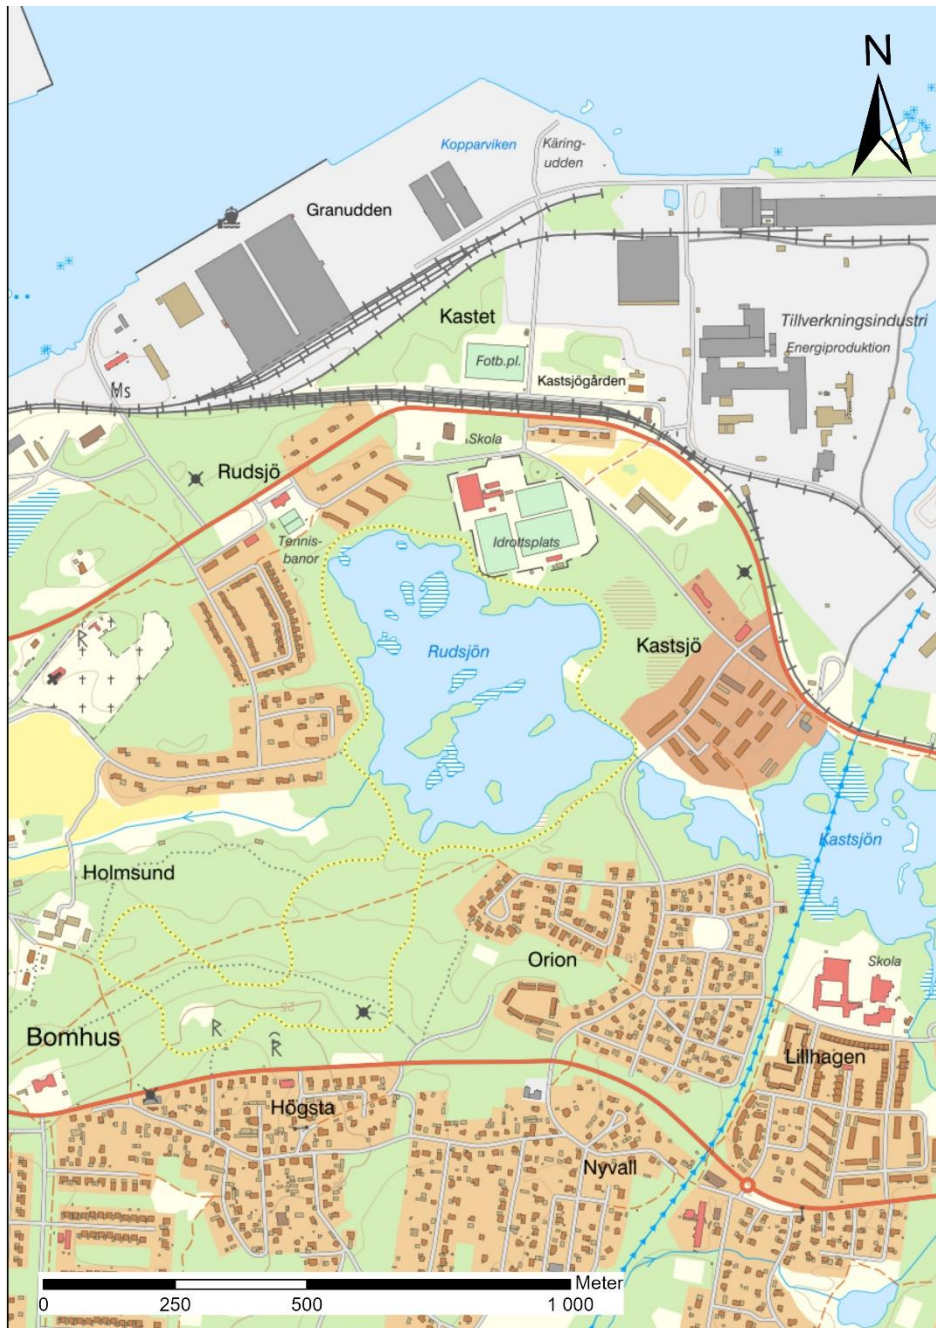 N
Kopparviken
Käring-
udden
Granudden
Kastet
Tillverkningsindustri
Energiproduktion
Fotb.pl.
Kastsjögården
Ms
Skola
Rudsjö
Tennis-
banor
Idrottsplats
Rudsjön
Kastsjö
Kastsjön
Holmsund
Orion
Skola
Bomhus
Lillhagen
Högsta
Nyvall
Meter
0 250 500 1 000